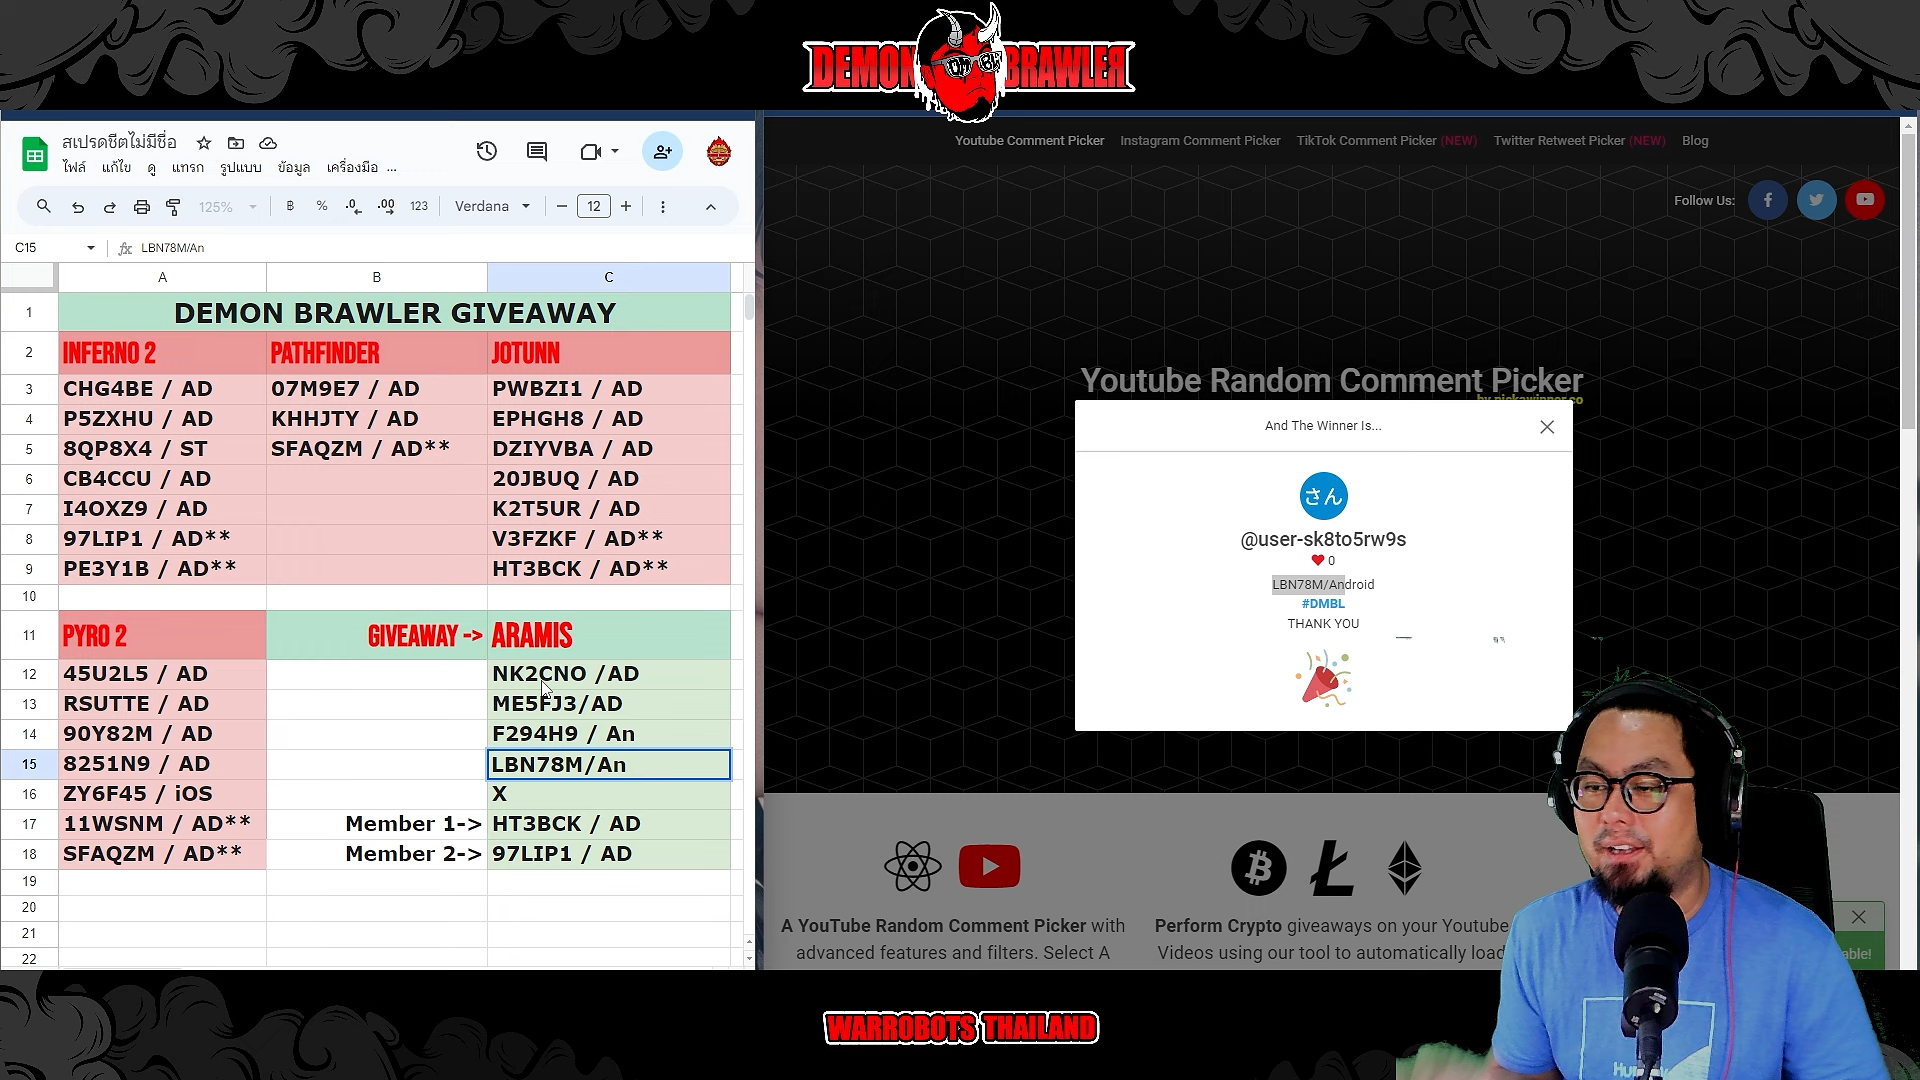 DEMON BRAWLER
DM BL
สเปรดชีตไม่มีชื่อ
ไฟล์ แก้ไข ดู แทรก รูปแบบ ข้อมูล เครื่องมือ ...
125% B % .0 .00 123 Verdana 12
C15 fx LBN78M/An
A B C
1 DEMON BRAWLER GIVEAWAY
2 INFERNO 2 PATHFINDER JOTUNN
3 CHG4BE / AD 07M9E7 / AD PWBZI1 / AD
4 P5ZXHU / AD KHHJTY / AD EPHGH8 / AD
5 8QP8X4 / ST SFAQZM / AD** DZIYVBA / AD
6 CB4CCU / AD 20JBUQ / AD
7 I4OXZ9 / AD K2T5UR / AD
8 97LIP1 / AD** V3FZKF / AD**
9 PE3Y1B / AD** HT3BCK / AD**
10
11 PYRO 2 GIVEAWAY -> ARAMIS
12 45U2L5 / AD NK2CNO /AD
13 RSUTTE / AD ME5FJ3/AD
14 90Y82M / AD F294H9 / An
15 8251N9 / AD LBN78M/An
16 ZY6F45 / iOS X
17 11WSNM / AD** Member 1-> HT3BCK / AD
18 SFAQZM / AD** Member 2-> 97LIP1 / AD
19
20
21
22
Youtube Comment Picker Instagram Comment Picker TikTok Comment Picker (NEW) Twitter Retweet Picker (NEW) Blog
Follow Us:
Youtube Random Comment Picker
by pickawinner.co
And The Winner Is...
さん
@user-sk8to5rw9s
0
LBN78M/Android
#DMBL
THANK YOU
A YouTube Random Comment Picker with
advanced features and filters. Select A
Perform Crypto giveaways on your Youtube
Videos using our tool to automatically load
able!
WARROBOTS THAILAND